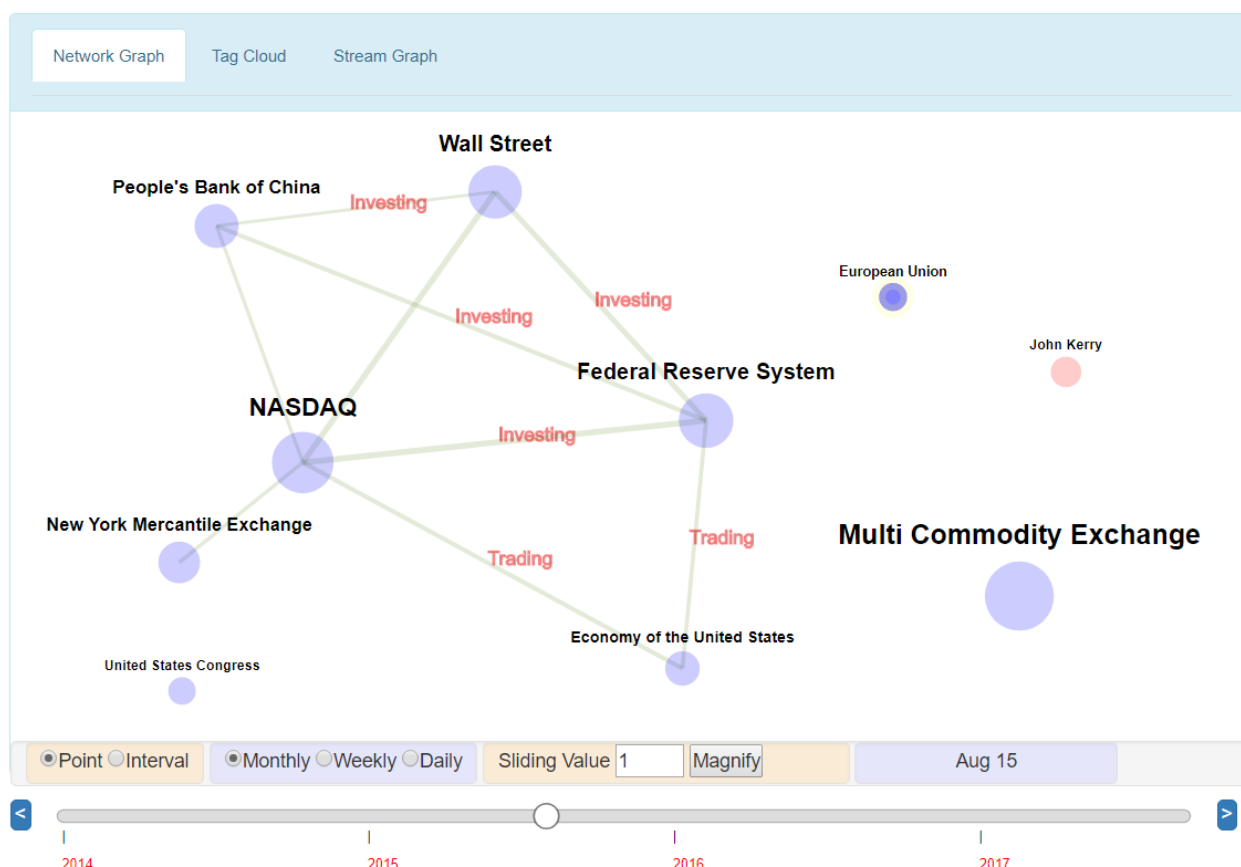 Network Graph Tag Cloud Stream Graph
Wall Street
People's Bank of China
Investing
European Union
Investing
Investing
John Kerry
Federal Reserve System
NASDAQ
Investing
New York Mercantile Exchange
Multi Commodity Exchange
Trading
Trading
Economy of the United States
United States Congress
Point Interval Monthly Weekly Daily Sliding Value 1 Magnify Aug 15
< >
2014 2015 2016 2017